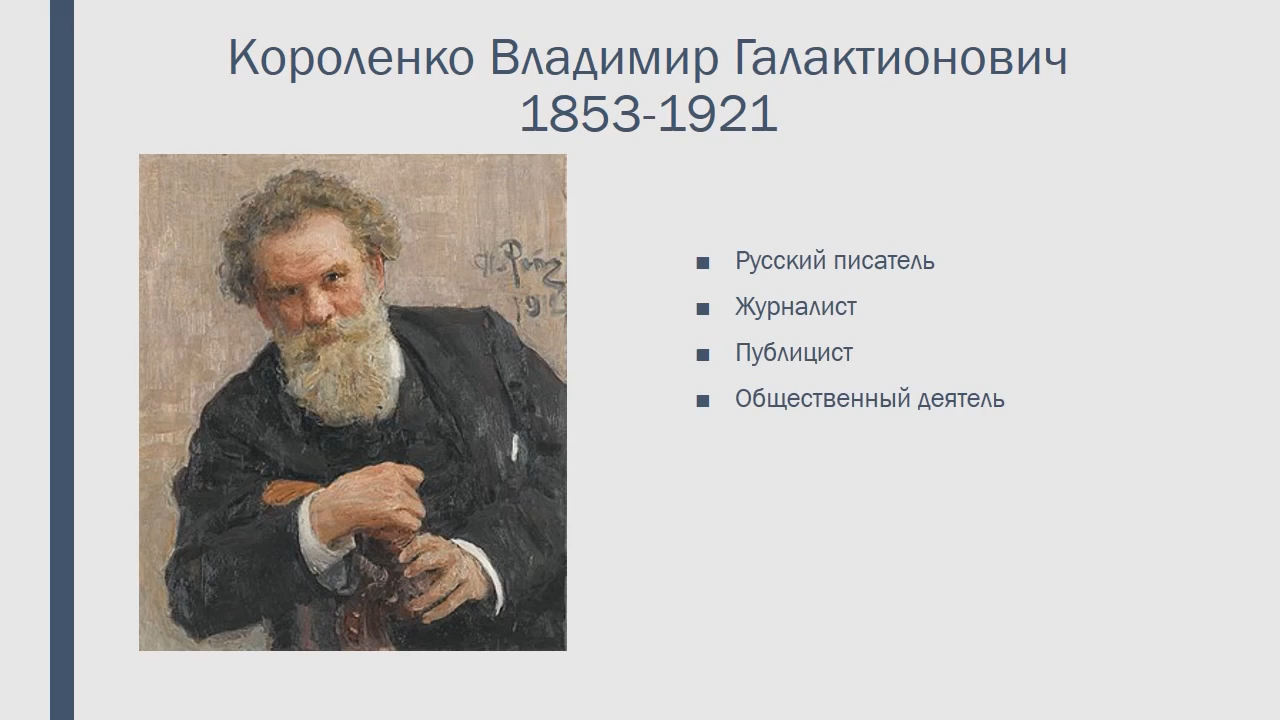 Короленко Владимир Галактионович
1853-1921
Русский писатель
Журналист
Публицист
Общественный деятель